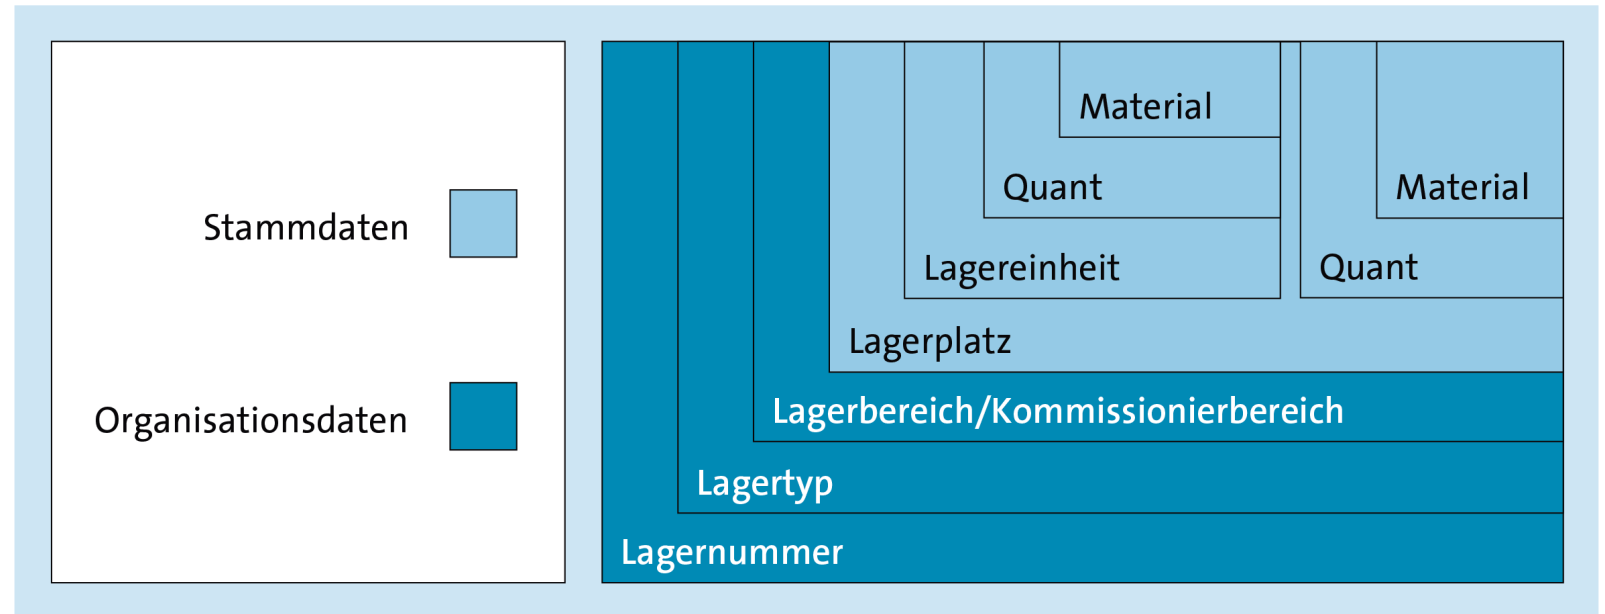 Stammdaten
Organisationsdaten
Material
Quant
Lagereinheit
Material
Quant
Lagerplatz
Lagerbereich/Kommissionierbereich
Lagertyp
Lagernummer